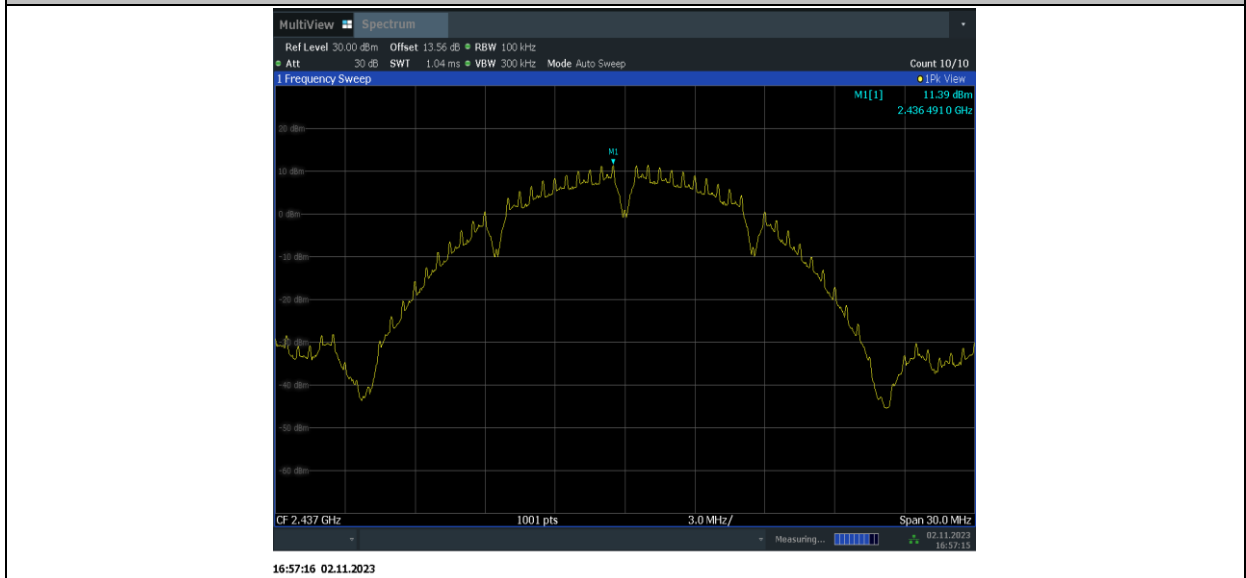 MultiView Spectrum
Ref Level 30.00 dBm Offset 13.56 dB RBW 100 kHz
Att 30 dB SWT 1.04 ms VBW 300 kHz Mode Auto Sweep Count 10/10
1 Frequency Sweep 1Pk View
M1[1] 11.39 dBm
2.436 491 0 GHz
20 dBm
M1
10 dBm
0 dBm
-10 dBm
-20 dBm
-30 dBm
-40 dBm
-50 dBm
-60 dBm
CF 2.437 GHz 1001 pts 3.0 MHz/ Span 30.0 MHz
Measuring... 02.11.2023
16:57:15
16:57:16 02.11.2023